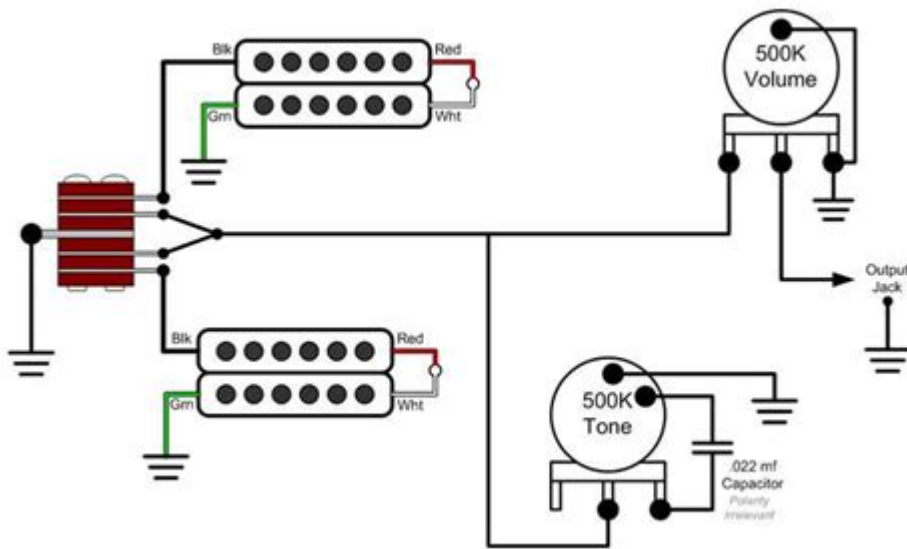 Blk
Red
Grn
Wht
500K
Volume
Output
Jack
Blk
Red
Grn
Wht
500K
Tone
.022 mf
Capacitor
Polarity
Irrelevant